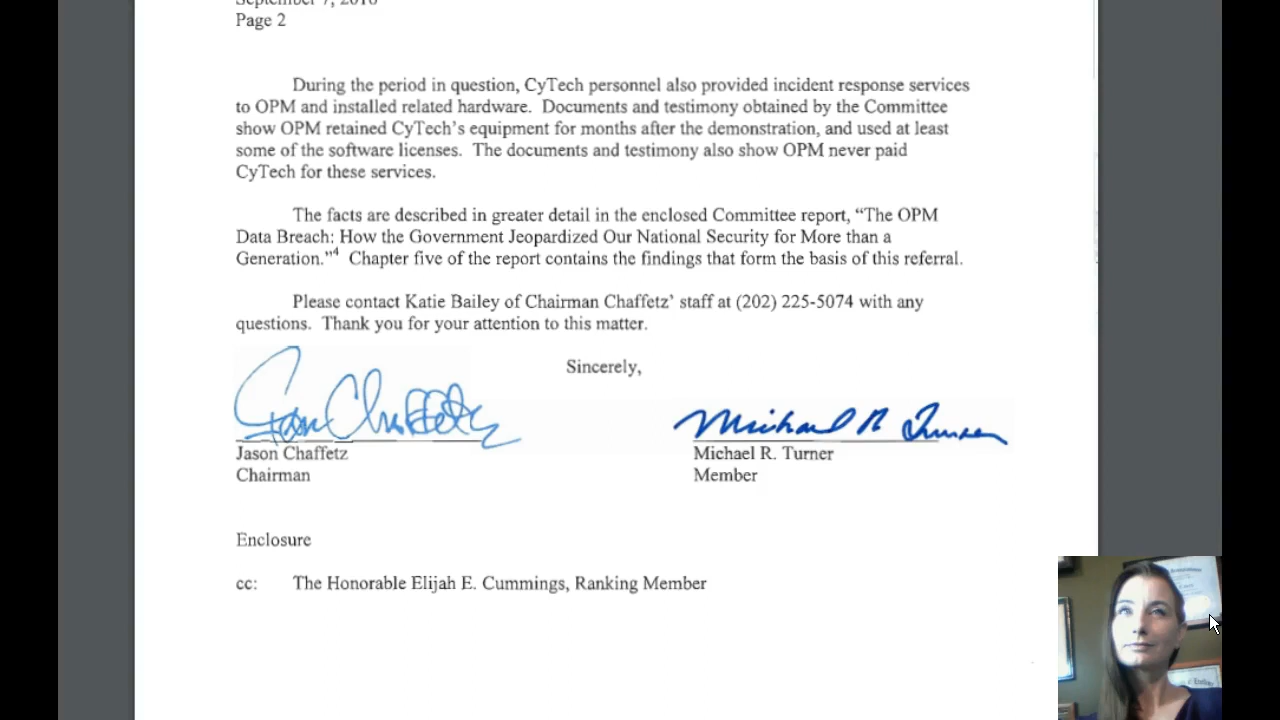 September 7, 2016
Page 2
During the period in question, CyTech personnel also provided incident response services
to OPM and installed related hardware.  Documents and testimony obtained by the Committee
show OPM retained CyTech's equipment for months after the demonstration, and used at least
some of the software licenses.  The documents and testimony also show OPM never paid
CyTech for these services.
The facts are described in greater detail in the enclosed Committee report, “The OPM
Data Breach: How the Government Jeopardized Our National Security for More than a
Generation.”4  Chapter five of the report contains the findings that form the basis of this referral.
Please contact Katie Bailey of Chairman Chaffetz’ staff at (202) 225-5074 with any
questions.  Thank you for your attention to this matter.
Sincerely,
Jason Chaffetz Michael R Turner
Jason Chaffetz Michael R. Turner
Chairman Member
Enclosure
cc: The Honorable Elijah E. Cummings, Ranking Member